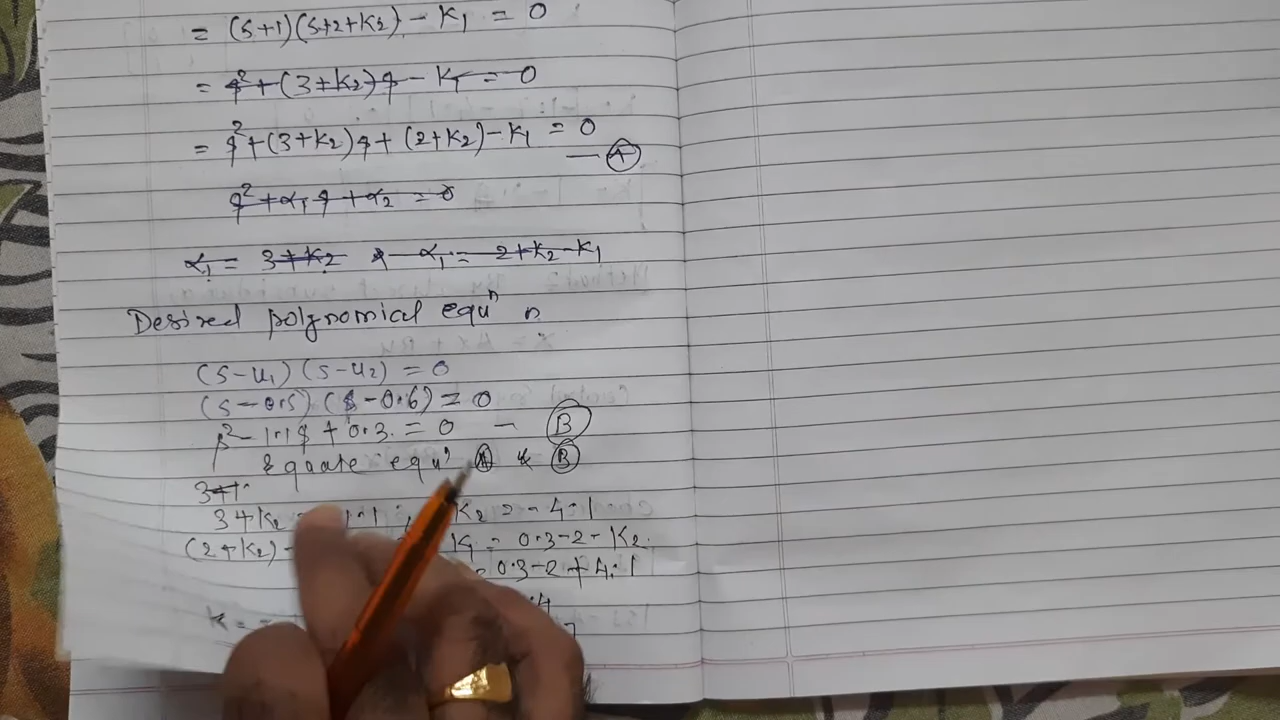 = (s+1)(s+2+k2) - k1 = 0
= s² + (3+k2)s - k1 = 0
= s² + (3+k2)s + (2+k2) - k1 = 0 — (A)
s² + α1 s + α2 = 0
α1 = 3+k2 & α1 = 2+k2-k1
Desired polynomical equⁿ
(s-u1) (s-u2) = 0
(s-0.5) (s-0.6) = 0
s² - 1.1s + 0.3 = 0 — (B)
Equate equⁿ (A) & (B)
3+1
3+k2 = 1.1 ; k2 = -4.1
(2+k2) - k1 = 0.3-2-k2
= 0.3-2+4.1
k =